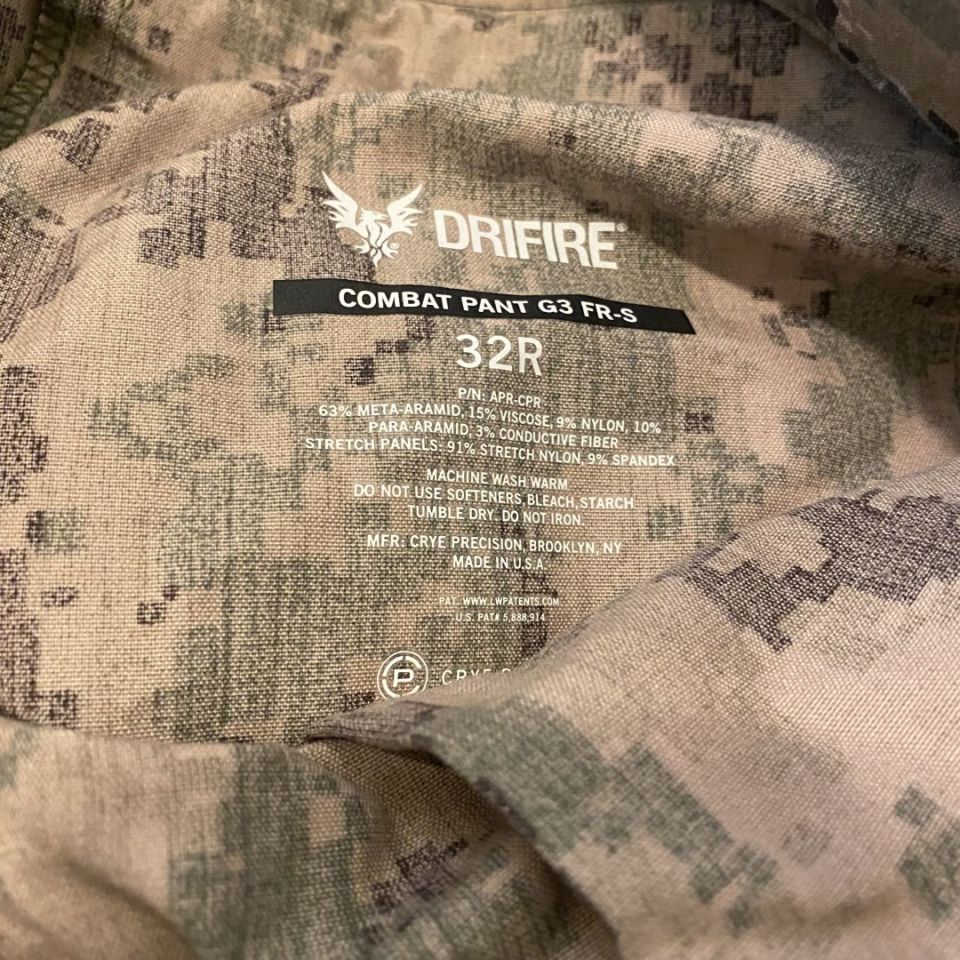 DRIFIRE®
COMBAT PANT G3 FR-S
32R
P/N: APR-CPR
63% META-ARAMID, 15% VISCOSE, 9% NYLON, 10%
PARA-ARAMID, 3% CONDUCTIVE FIBER
STRETCH PANELS: 91% STRETCH NYLON, 9% SPANDEX
MACHINE WASH WARM
DO NOT USE SOFTENERS, BLEACH, STARCH
TUMBLE DRY. DO NOT IRON.
MFR: CRYE PRECISION, BROOKLYN, NY
MADE IN U.S.A.
PAT. WWW.LWPATENTS.COM
U.S. PAT# 5,888,914
P CRYE